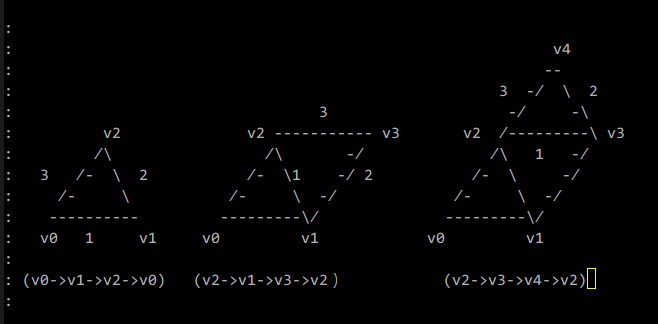 :
:                                                                 v4
:                                                                --
:                                                          3  -/  \  2
:                                     3                     -/     -\
:           v2               v2 ----------- v3       v2  /---------\ v3
:          /\                  /\        -/             /\   1   -/
:   3   /-  \  2            /-  \1    -/ 2           /-  \     -/
:     /-      \            /-      \  -/            /-      \  -/
:    ----------           ---------\/              ---------\/
:   v0   1     v1       v0         v1             v0         v1
:
: (v0->v1->v2->v0)   (v2->v1->v3->v2 )            (v2->v3->v4->v2)
: